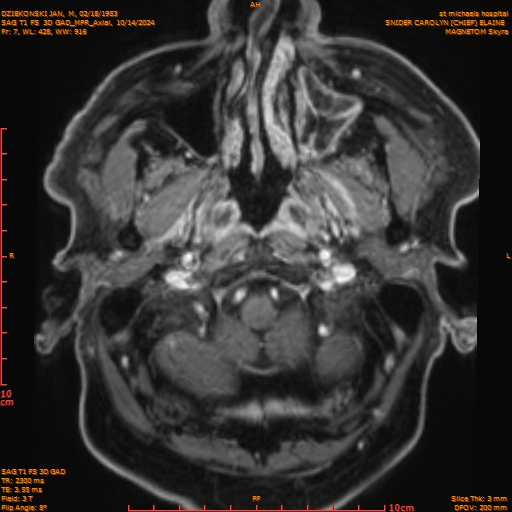 DZIEKONSKI JAN, M, 02/18/1953
SAG T1 FS 3D GAD_MPR_Axial, 10/14/2024
Fr: 7, WL: 428, WW: 916
AH
st michaels hospital
SNIDER CAROLYN (CHIEF) ELAINE
MAGNETOM Skyra
R
L
10
cm
SAG T1 FS 3D GAD
TR: 2300 ms
TE: 3.55 ms
Field: 3 T
Flip Angle: 8°
PF
10cm
Slice Thk: 3 mm
DFOV: 200 mm